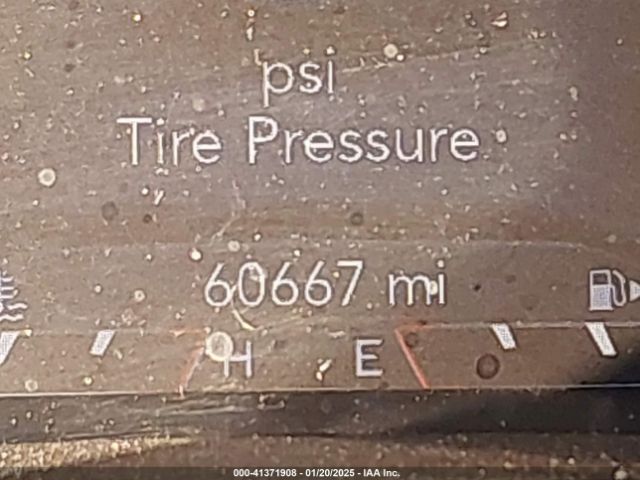 psi
Tire Pressure
60667 mi
H E
000-41371908 - 01/20/2025 - IAA Inc.